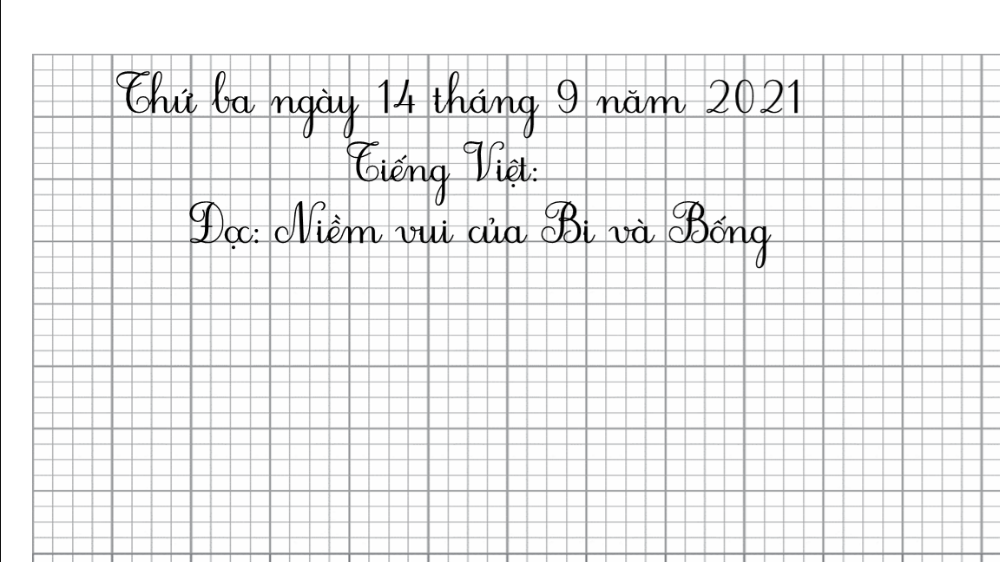 Thứ ba ngày 14 tháng 9 năm 2021
Tiếng Việt:
Đọc: Niềm vui của Bi và Bống